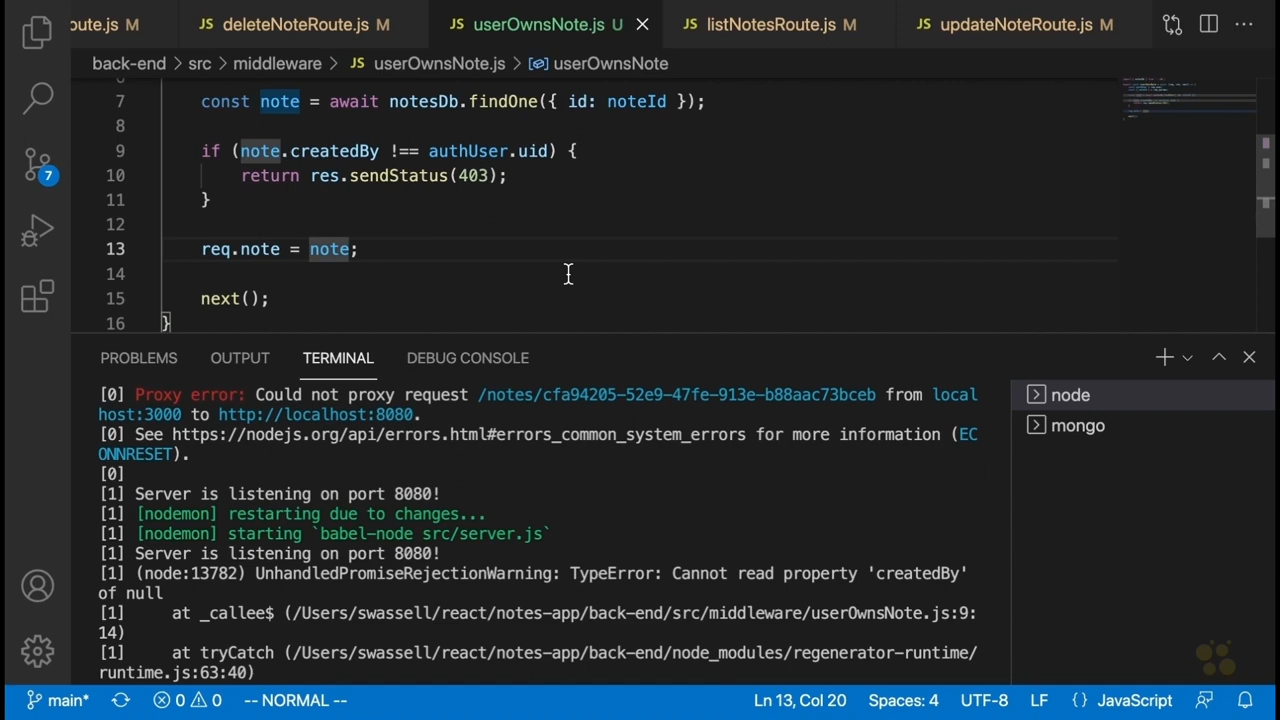 oute.js M
JS deleteNoteRoute.js M
JS userOwnsNote.js U
JS listNotesRoute.js M
JS updateNoteRoute.js M
back-end > src > middleware > JS userOwnsNote.js > userOwnsNote
7 const note = await notesDb.findOne({ id: noteId });
8
9 if (note.createdBy !== authUser.uid) {
10 return res.sendStatus(403);
11 }
12
13 req.note = note;
14
15 next();
16 }
7
PROBLEMS OUTPUT TERMINAL DEBUG CONSOLE
[0] Proxy error: Could not proxy request /notes/cfa94205-52e9-47fe-913e-b88aac73bceb from local
host:3000 to http://localhost:8080.
[0] See https://nodejs.org/api/errors.html#errors_common_system_errors for more information (EC
ONNRESET).
[0]
[1] Server is listening on port 8080!
[1] [nodemon] restarting due to changes...
[1] [nodemon] starting `babel-node src/server.js`
[1] Server is listening on port 8080!
[1] (node:13782) UnhandledPromiseRejectionWarning: TypeError: Cannot read property 'createdBy'
of null
[1] at _callee$ (/Users/swassell/react/notes-app/back-end/src/middleware/userOwnsNote.js:9:
14)
[1] at tryCatch (/Users/swassell/react/notes-app/back-end/node_modules/regenerator-runtime/
runtime.js:63:40)
node
mongo
main* 0 0 -- NORMAL -- Ln 13, Col 20 Spaces: 4 UTF-8 LF {} JavaScript